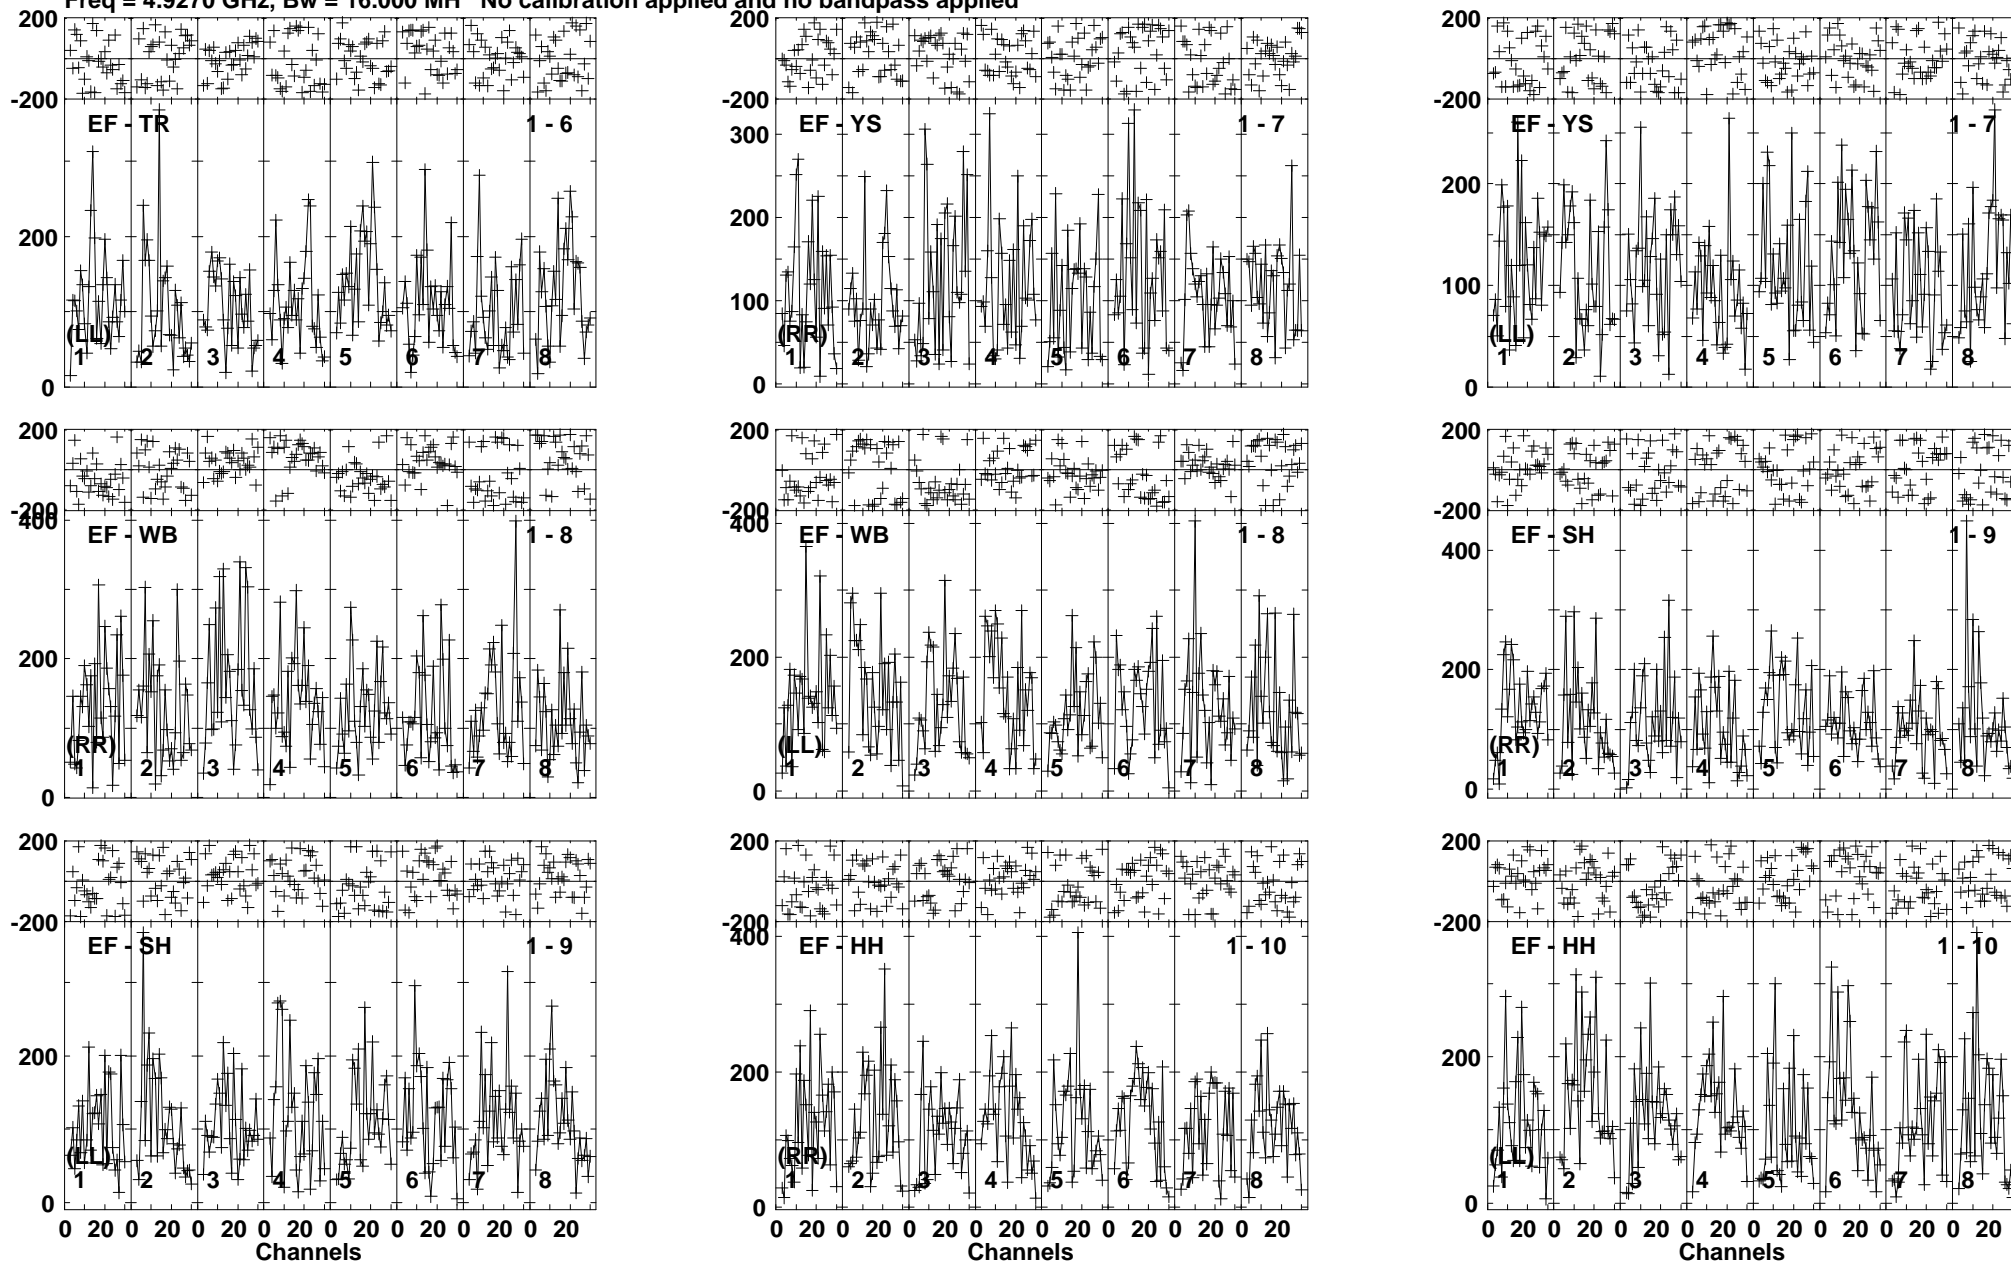 Freq = 4.9270 GHz, Bw = 16.000 MH No calibration applied and no bandpass applied
200 200 200
-200 -200 -200
EF - TR 1 - 6 EF - YS 1 - 7 EF - YS 1 - 7
300
200 200 200
100 100
(LL) (RR) (LL)
1 2 3 4 5 6 7 8 1 2 3 4 5 6 7 8 1 2 3 4 5 6 7 8
0 0 0
200 200 200
-200 -200 -200
400 400 400
EF - WB 1 - 8 EF - WB 1 - 8 EF - SH 1 - 9
200 200 200
(RR) (LL) (RR)
1 2 3 4 5 6 7 8 1 2 3 4 5 6 7 8 1 2 3 4 5 6 7 8
0 0 0
200 200 200
-200 -200 -200
400
EF - SH 1 - 9 EF - HH 1 - 10 EF - HH 1 - 10
200 200 200
(LL) (RR) (LL)
1 2 3 4 5 6 7 8 1 2 3 4 5 6 7 8 1 2 3 4 5 6 7 8
0 0 0
0 20 0 20 0 20 0 20 0 20 0 20 0 20 0 20 0 20 0 20 0 20 0 20 0 20 0 20 0 20 0 20 0 20 0 20 0 20 0 20 0 20 0 20 0 20 0 20
Channels Channels Channels